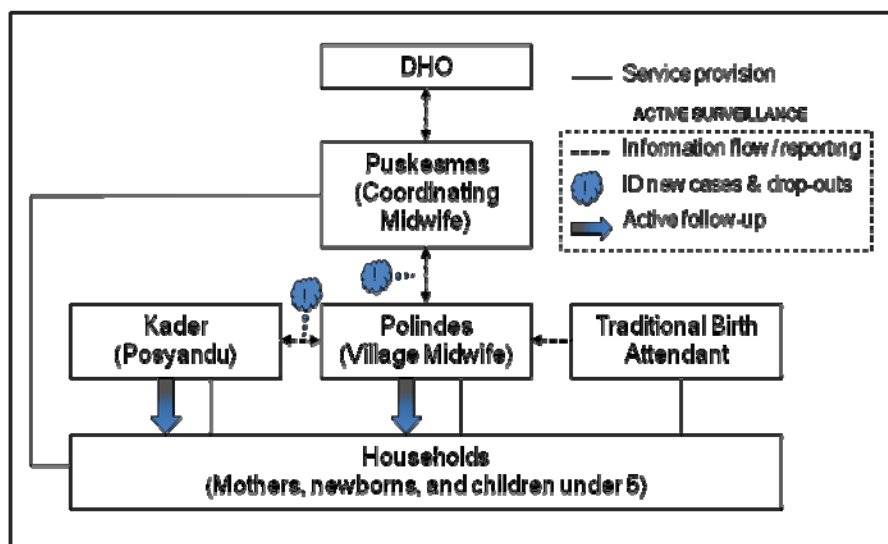 DHO
Service provision
ACTIVE SURVEILLANCE
Information flow / reporting
ID new cases & drop-outs
Active follow-up
Puskesmas
(Coordinating
Midwife)
Kader
(Posyandu)
Polindes
(Village Midwife)
Traditional Birth
Attendant
Households
(Mothers, newborns, and children under 5)